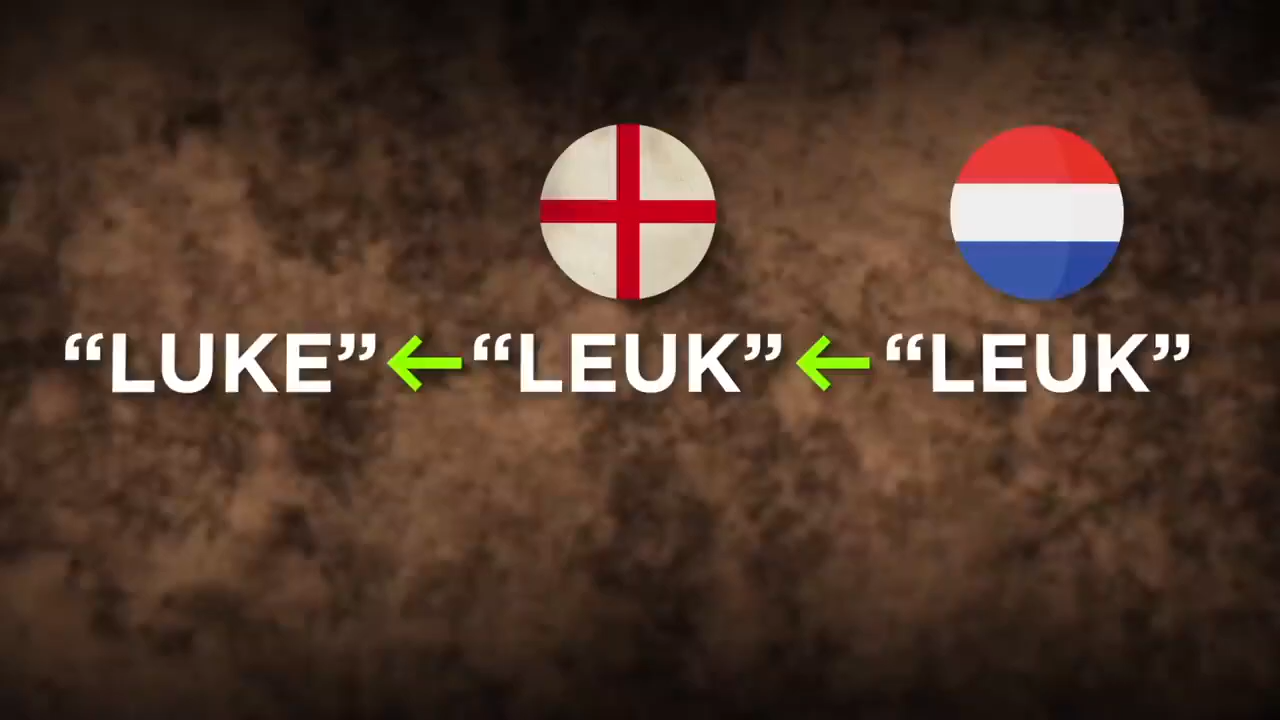 “LUKE” ← “LEUK” ← “LEUK”